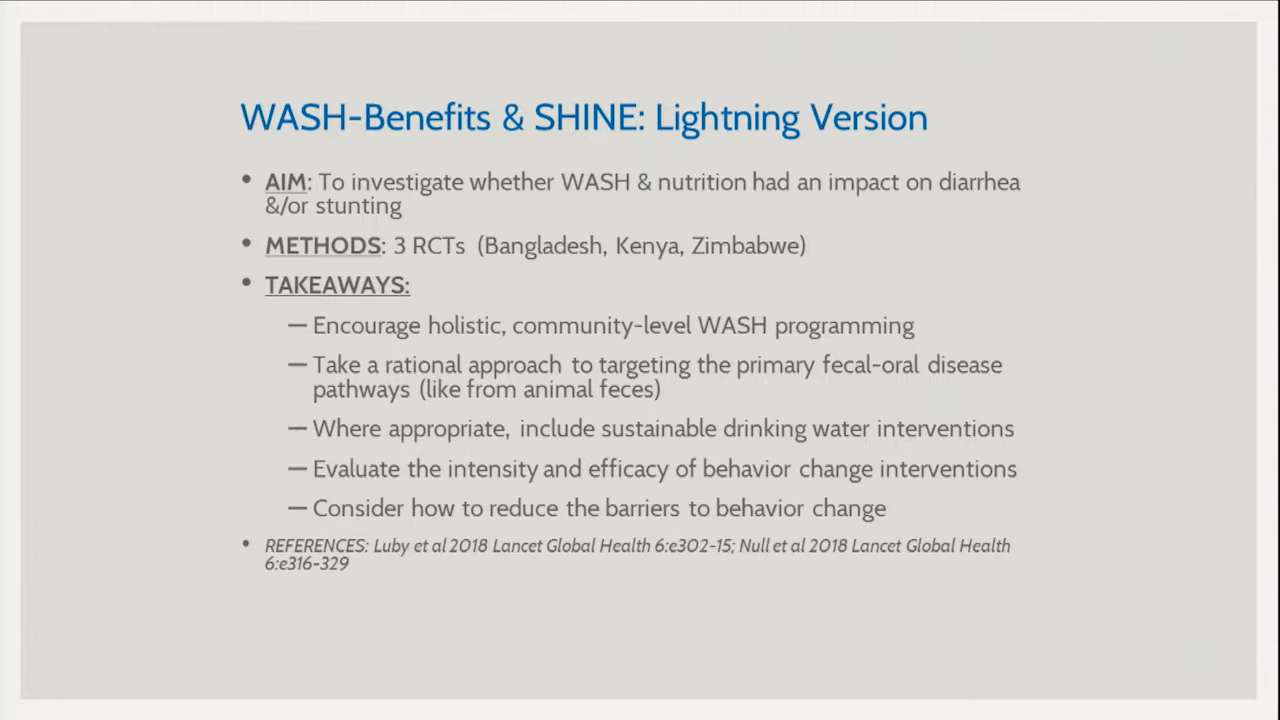 WASH-Benefits & SHINE: Lightning Version
• AIM: To investigate whether WASH & nutrition had an impact on diarrhea
&/or stunting
• METHODS: 3 RCTs (Bangladesh, Kenya, Zimbabwe)
• TAKEAWAYS:
— Encourage holistic, community-level WASH programming
— Take a rational approach to targeting the primary fecal-oral disease
pathways (like from animal feces)
— Where appropriate, include sustainable drinking water interventions
— Evaluate the intensity and efficacy of behavior change interventions
— Consider how to reduce the barriers to behavior change
• REFERENCES: Luby et al 2018 Lancet Global Health 6:e302-15; Null et al 2018 Lancet Global Health
6:e316-329